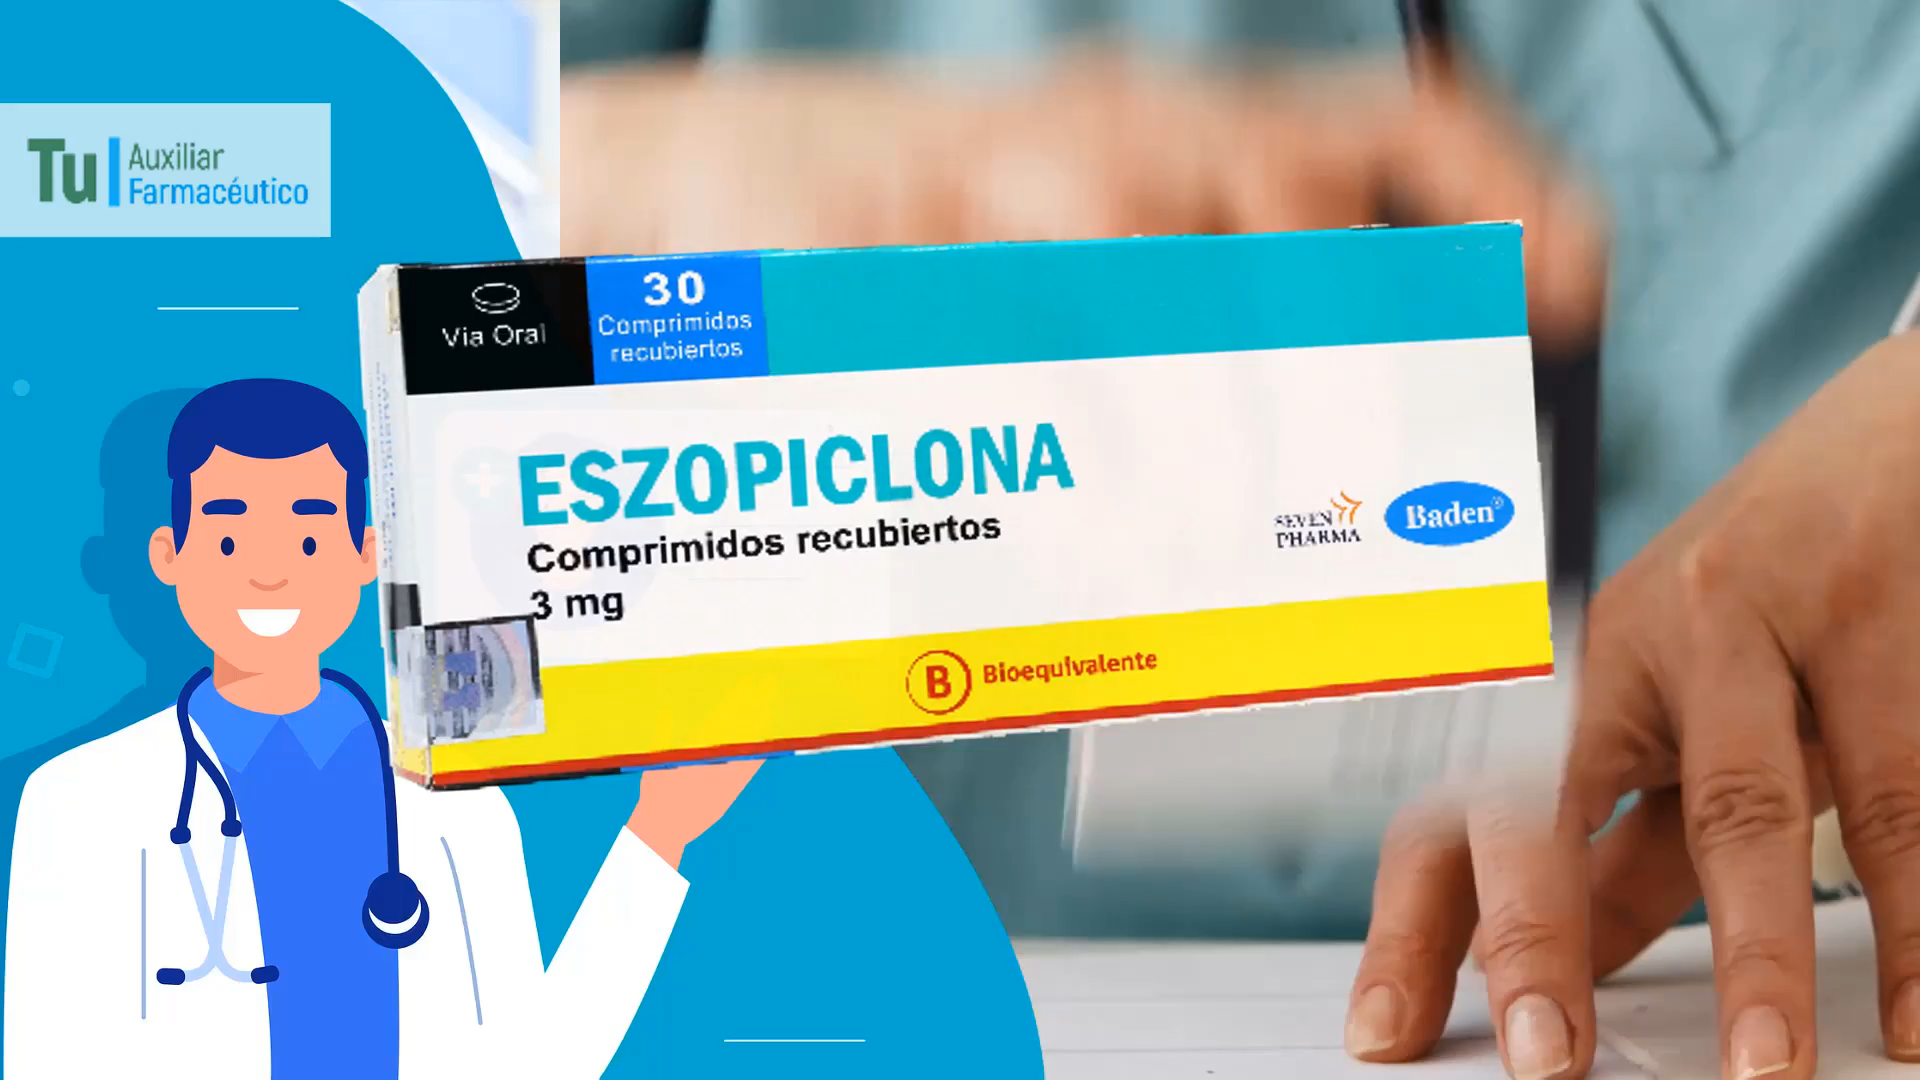 Tu Auxiliar
Farmacéutico
Via Oral
30
Comprimidos
recubiertos
ESZOPICLONA
Comprimidos recubiertos
3 mg
SEVEN
PHARMA
Baden®
B Bioequivalente